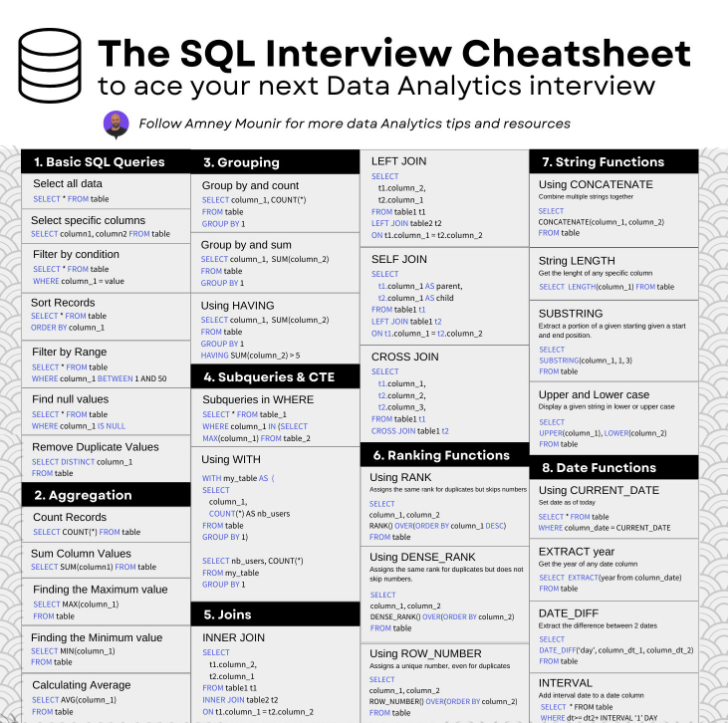 The SQL Interview Cheatsheet
to ace your next Data Analytics interview
Follow Amney Mounir for more data Analytics tips and resources
1. Basic SQL Queries
Select all data
SELECT * FROM table
Select specific columns
SELECT column1, column2 FROM table
Filter by condition
SELECT * FROM table
WHERE column_1 = value
Sort Records
SELECT * FROM table
ORDER BY column_1
Filter by Range
SELECT * FROM table
WHERE column_1 BETWEEN 1 AND 50
Find null values
SELECT * FROM table
WHERE column_1 IS NULL
Remove Duplicate Values
SELECT DISTINCT column_1
FROM table
2. Aggregation
Count Records
SELECT COUNT(*) FROM table
Sum Column Values
SELECT SUM(column1) FROM table
Finding the Maximum value
SELECT MAX(column_1)
FROM table
Finding the Minimum value
SELECT MIN(column_1)
FROM table
Calculating Average
SELECT AVG(column_1)
FROM table
3. Grouping
Group by and count
SELECT column_1, COUNT(*)
FROM table
GROUP BY 1
Group by and sum
SELECT column_1, SUM(column_2)
FROM table
GROUP BY 1
Using HAVING
SELECT column_1, SUM(column_2)
FROM table
GROUP BY 1
HAVING SUM(column_2) > 5
4. Subqueries & CTE
Subqueries in WHERE
SELECT * FROM table_1
WHERE column_1 IN (SELECT
MAX(column_1) FROM table_2
Using WITH
WITH my_table AS (
SELECT
column_1,
COUNT(*) AS nb_users
FROM table
GROUP BY 1)
SELECT nb_users, COUNT(*)
FROM my_table
GROUP BY 1
5. Joins
INNER JOIN
SELECT
t1.column_2,
t2.column_1
FROM table1 t1
INNER JOIN table2 t2
ON t1.column_1 = t2.column_2
LEFT JOIN
SELECT
t1.column_2,
t2.column_1
FROM table1 t1
LEFT JOIN table2 t2
ON t1.column_1 = t2.column_2
SELF JOIN
SELECT
t1.column_1 AS parent,
t2.column_1 AS child
FROM table1 t1
LEFT JOIN table1 t2
ON t1.column_1 = t2.column_2
CROSS JOIN
SELECT
t1.column_1,
t2.column_2,
t2.column_3,
FROM table1 t1
CROSS JOIN table1 t2
6. Ranking Functions
Using RANK
Assigns the same rank for duplicates but skips numbers
SELECT
column_1, column_2
RANK() OVER(ORDER BY column_1 DESC)
FROM table
Using DENSE_RANK
Assigns the same rank for duplicates but does not
skip numbers.
SELECT
column_1, column_2
DENSE_RANK() OVER(ORDER BY column_2)
FROM table
Using ROW_NUMBER
Assigns a unique number, even for duplicates
SELECT
column_1, column_2
ROW_NUMBER() OVER(ORDER BY column_2)
FROM table
7. String Functions
Using CONCATENATE
Combine multiple strings together
SELECT
CONCATENATE(column_1, column_2)
FROM table
String LENGTH
Get the lenght of any specific column
SELECT LENGTH(column_1) FROM table
SUBSTRING
Extract a portion of a given starting given a start
and end position.
SELECT
SUBSTRING(column_1, 1, 3)
FROM table
Upper and Lower case
Display a given string in lower or upper case
SELECT
UPPER(column_1), LOWER(column_2)
FROM table
8. Date Functions
Using CURRENT_DATE
Set date as of today
SELECT * FROM table
WHERE column_date = CURRENT_DATE
EXTRACT year
Get the year of any date column
SELECT EXTRACT(year from column_date)
FROM table
DATE_DIFF
Extract the difference between 2 dates
SELECT
DATE_DIFF('day', column_dt_1, column_dt_2)
FROM table
INTERVAL
Add interval date to a date column
SELECT * FROM table
WHERE dt>= dt2+ INTERVAL '1' DAY